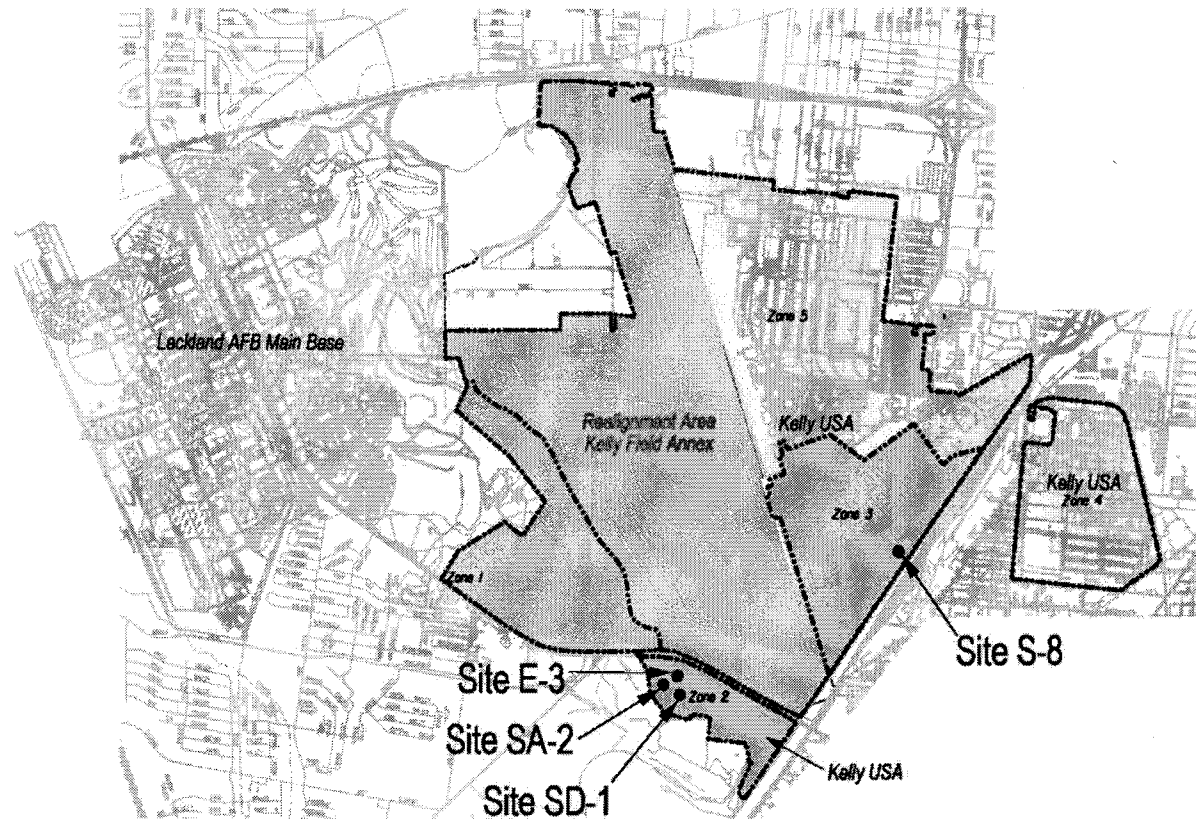 Zone 5
Lackland AFB Main Base
Realignment Area
Kelly Field Annex
Kelly USA
Kelly USA
Zone 4
Zone 3
Zone 1
Site S-8
Site E-3
Zone 2
Site SA-2
Kelly USA
Site SD-1